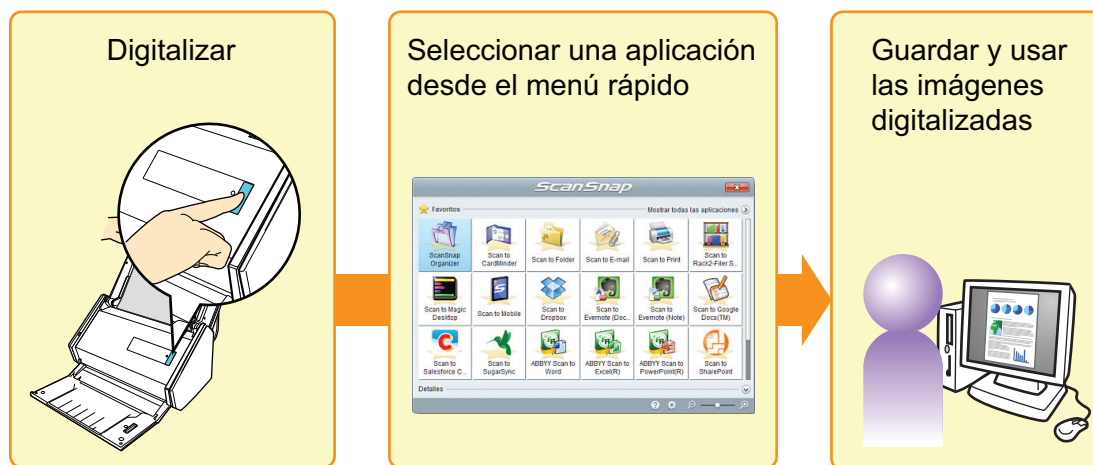 Digitalizar
Seleccionar una aplicación
desde el menú rápido
Guardar y usar
las imágenes
digitalizadas
ScanSnap
Favoritos
Mostrar todas las aplicaciones
ScanSnap
Organizer
Scan to
CardMinder
Scan to Folder
Scan to E-mail
Scan to Print
Scan to
Rack2-Filer S...
Scan to Magic
Desktop
Scan to Mobile
Scan to
Dropbox
Scan to
Evernote (Doc...
Scan to
Evernote (Note)
Scan to Google
Docs(TM)
Scan to
Salesforce C...
Scan to
SugarSync
ABBYY Scan to
Word
ABBYY Scan to
Excel(R)
ABBYY Scan to
PowerPoint(R)
Scan to
SharePoint
Detalles